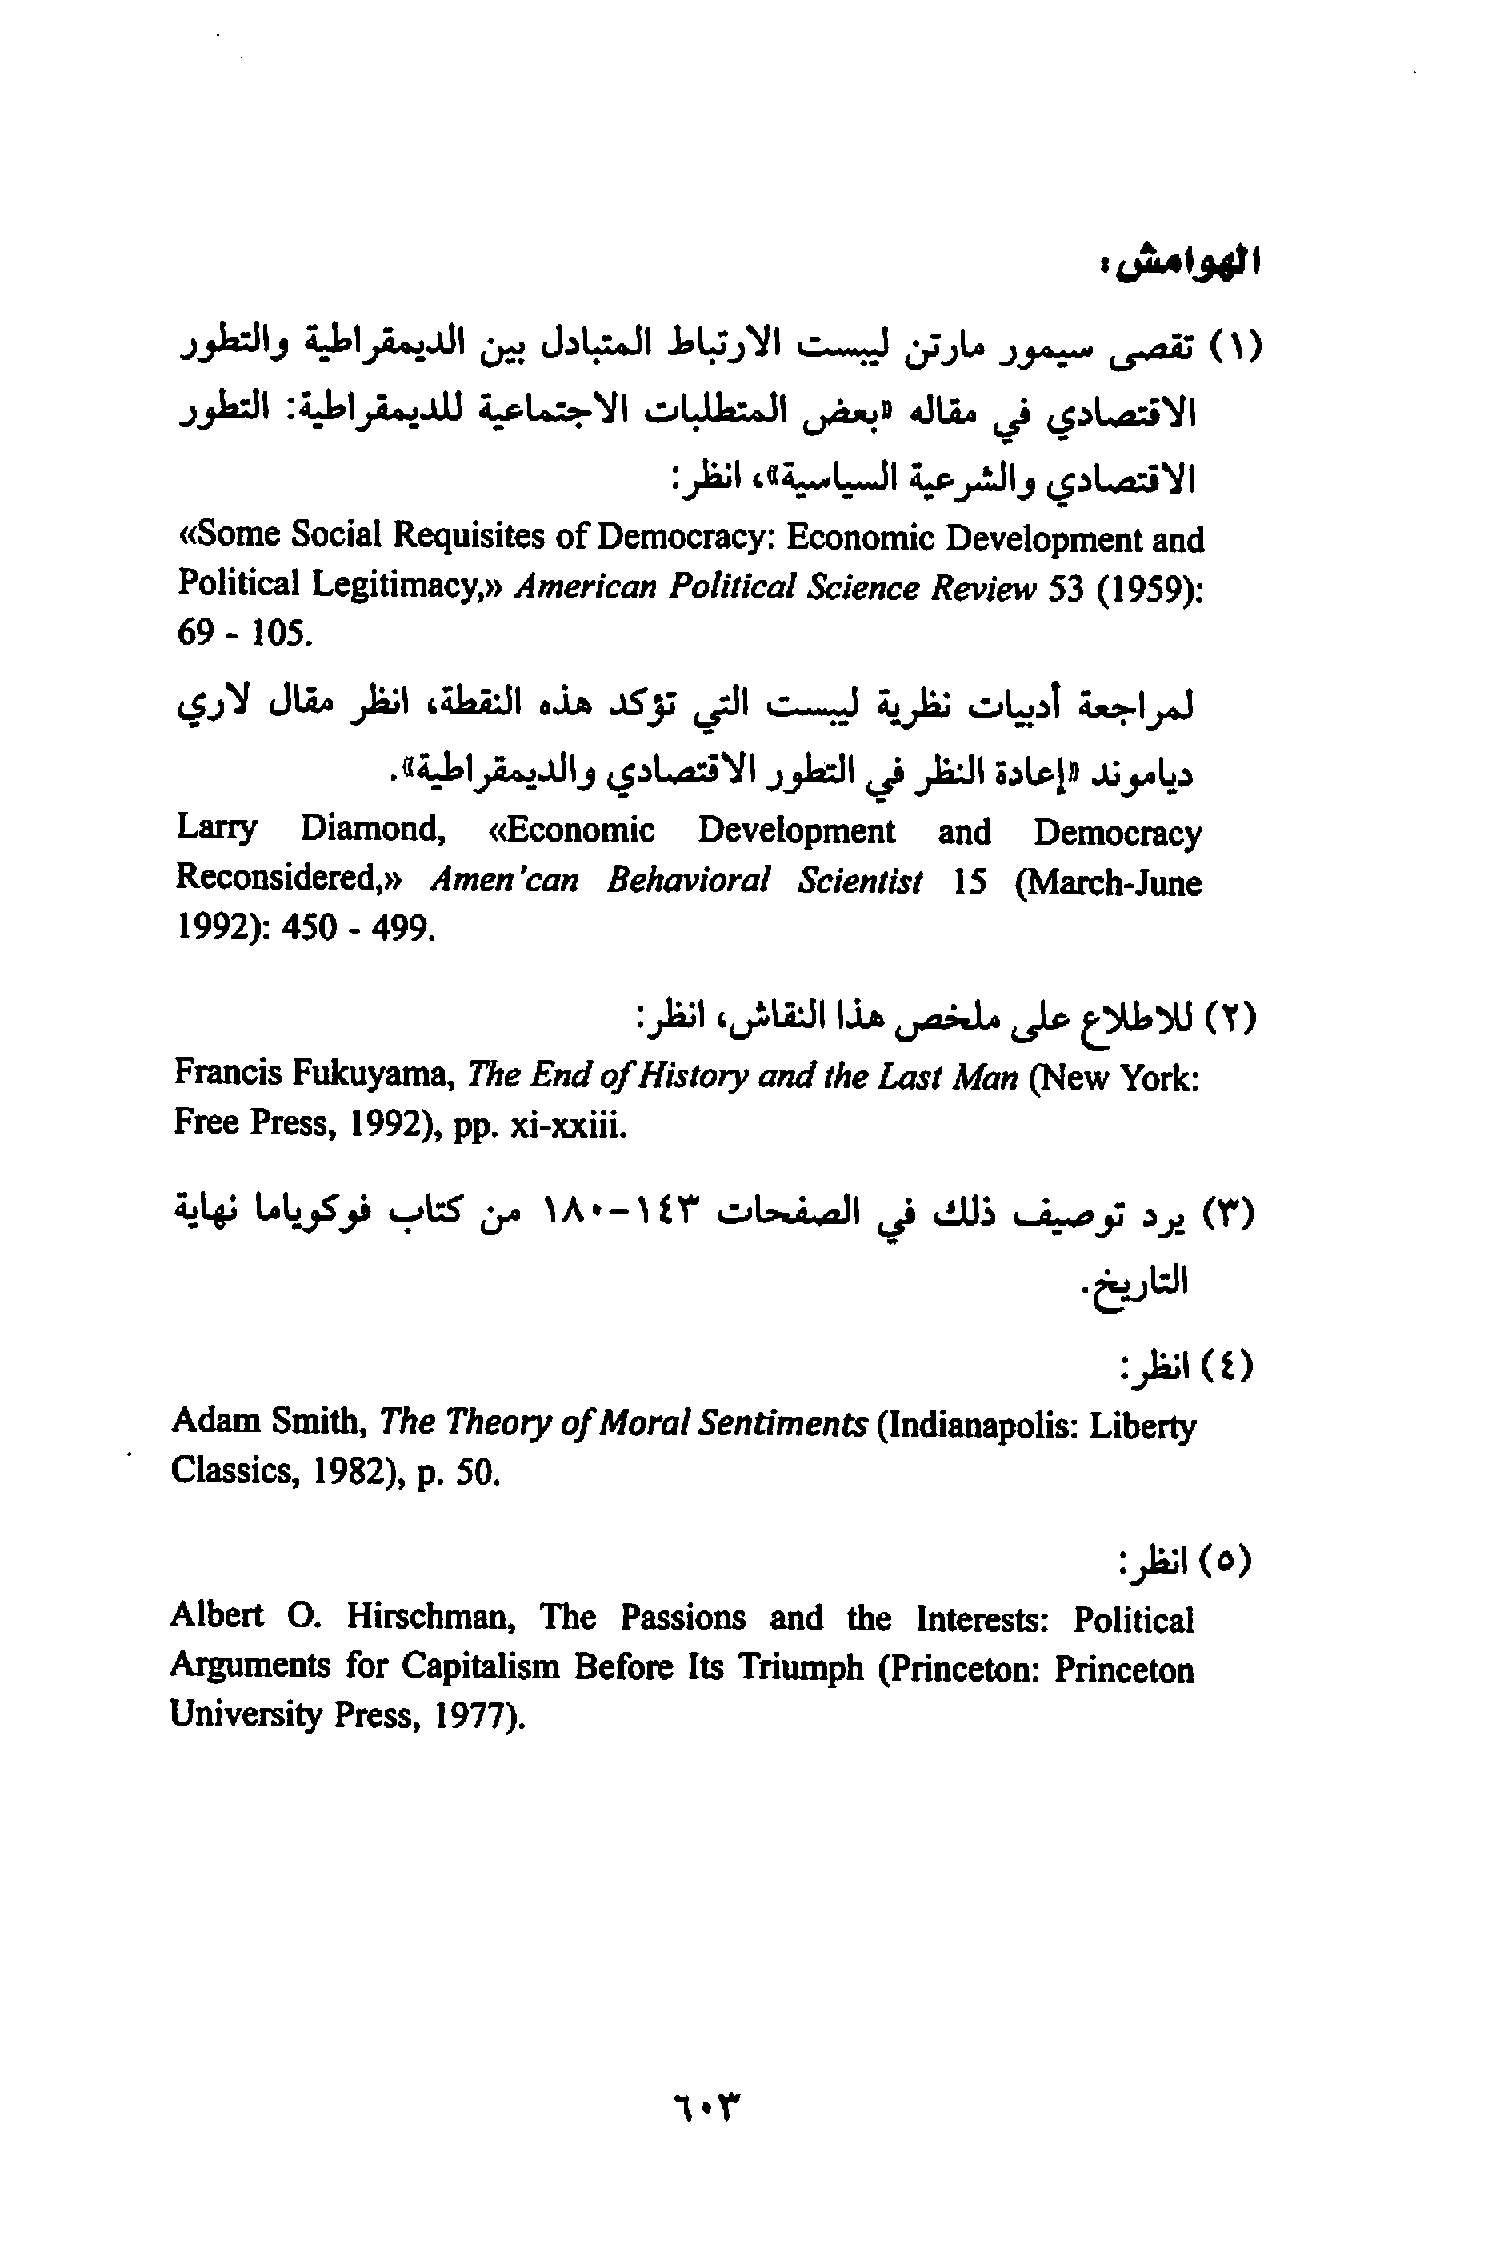 الهوامش:
(١) تقصى سيمور مارتن ليبست الارتباط المتبادل بين الديمقراطية والتطور
الاقتصادي في مقاله «بعض المتطلبات الاجتماعية للديمقراطية: التطور
الاقتصادي والشرعية السياسية»، انظر:
«Some Social Requisites of Democracy: Economic Development and
Political Legitimacy,» American Political Science Review 53 (1959):
69 - 105.
لمراجعة أدبيات نظرية ليبست التي تؤكد هذه النقطة، انظر مقال لاري
دياموند «إعادة النظر في التطور الاقتصادي والديمقراطية».
Larry Diamond, «Economic Development and Democracy
Reconsidered,» Amen'can Behavioral Scientist 15 (March-June
1992): 450 - 499.
(٢) للاطلاع على ملخص هذا النقاش، انظر:
Francis Fukuyama, The End of History and the Last Man (New York:
Free Press, 1992), pp. xi-xxiii.
(٣) يرد توصيف ذلك في الصفحات ١٤٣-١٨٠ من كتاب فوكوياما نهاية
التاريخ.
(٤) انظر:
Adam Smith, The Theory of Moral Sentiments (Indianapolis: Liberty
Classics, 1982), p. 50.
(٥) انظر:
Albert O. Hirschman, The Passions and the Interests: Political
Arguments for Capitalism Before Its Triumph (Princeton: Princeton
University Press, 1977).
٦٠٣